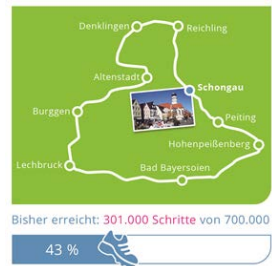 Denklingen
Reichling
Altenstadt
Schongau
Burggen
Peiting
Hohenpeißenberg
Lechbruck
Bad Bayersoien
Bisher erreicht: 301.000 Schritte von 700.000
43 %